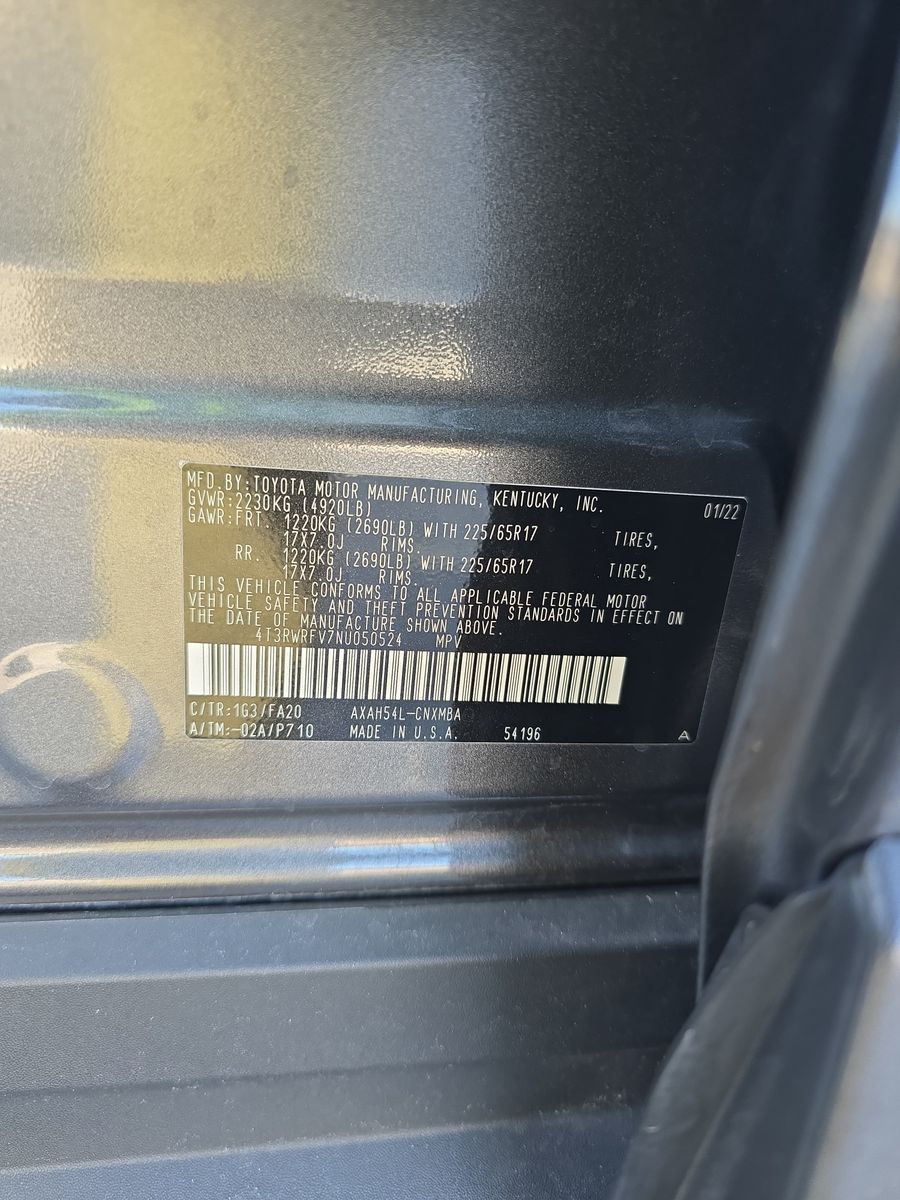 MFD.BY:TOYOTA MOTOR MANUFACTURING, KENTUCKY, INC.
GVWR:2230KG (4920LB) 01/22
GAWR:FRT. 1220KG (2690LB) WITH 225/65R17 TIRES,
17X7.0J RIMS.
RR. 1220KG (2690LB) WITH 225/65R17 TIRES,
17X7.0J RIMS.
THIS VEHICLE CONFORMS TO ALL APPLICABLE FEDERAL MOTOR
VEHICLE SAFETY AND THEFT PREVENTION STANDARDS IN EFFECT ON
THE DATE OF MANUFACTURE SHOWN ABOVE.
4T3RWRFV7NU050524 MPV
C/TR:1G3/FA20 AXAH54L-CNXMBA
A/TM:-02A/P710 MADE IN U.S.A. 54196 A